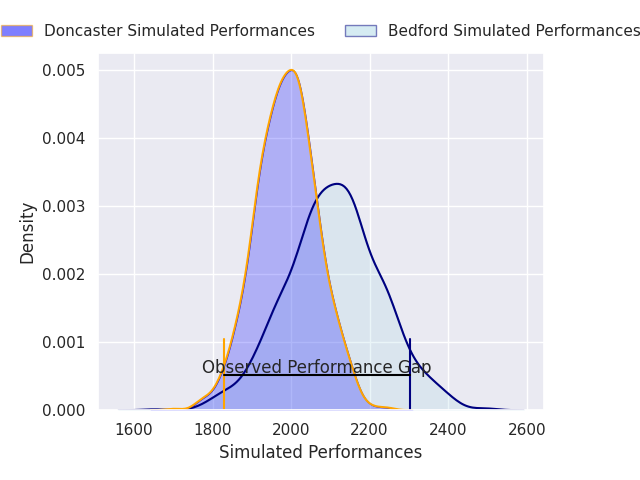 Doncaster Simulated Performances Bedford Simulated Performances
0.005
0.004
0.003
0.002
0.001
0.000
Density
Observed Performance Gap
1600 1800 2000 2200 2400 2600
Simulated Performances